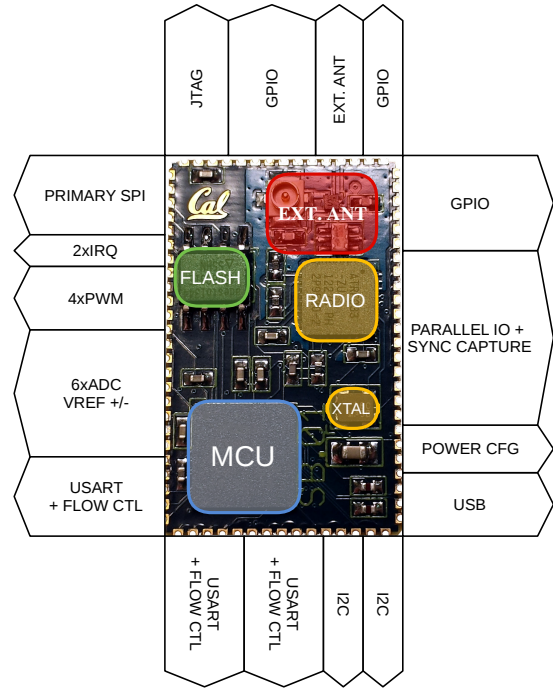 JTAG
GPIO
EXT. ANT
GPIO
PRIMARY SPI
2xIRQ
4xPWM
6xADC
VREF +/-
USART
+ FLOW CTL
Cal
EXT. ANT
FLASH
RADIO
XTAL
MCU
GPIO
PARALLEL IO +
SYNC CAPTURE
POWER CFG
USB
USART
+ FLOW CTL
USART
+ FLOW CTL
I2C
I2C